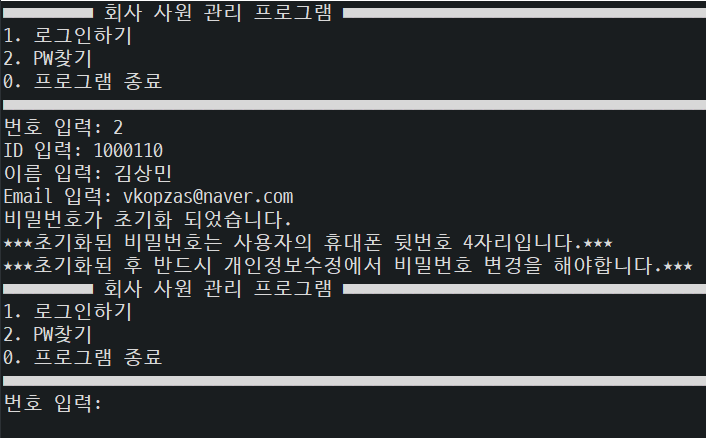 회사 사원 관리 프로그램
1. 로그인하기
2. PW찾기
0. 프로그램 종료
번호 입력: 2
ID 입력: 1000110
이름 입력: 김상민
Email 입력: vkopzas@naver.com
비밀번호가 초기화 되었습니다.
★★★초기화된 비밀번호는 사용자의 휴대폰 뒷번호 4자리입니다.★★★
★★★초기화된 후 반드시 개인정보수정에서 비밀번호 변경을 해야합니다.★★★
회사 사원 관리 프로그램
1. 로그인하기
2. PW찾기
0. 프로그램 종료
번호 입력: